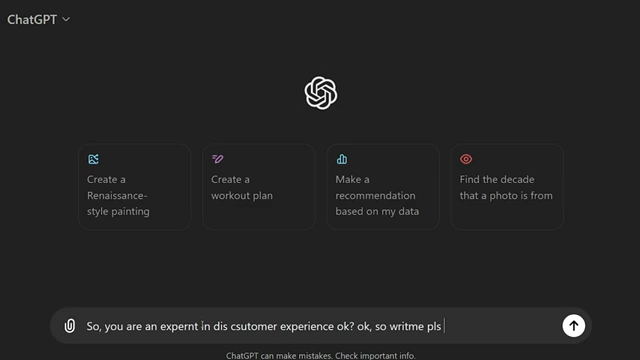 ChatGPT
Create a
Renaissance-
style painting
Create a
workout plan
Make a
recommendation
based on my data
Find the decade
that a photo is from
So, you are an expernt in dis csutomer experience ok? ok, so writme pls
ChatGPT can make mistakes. Check important info.